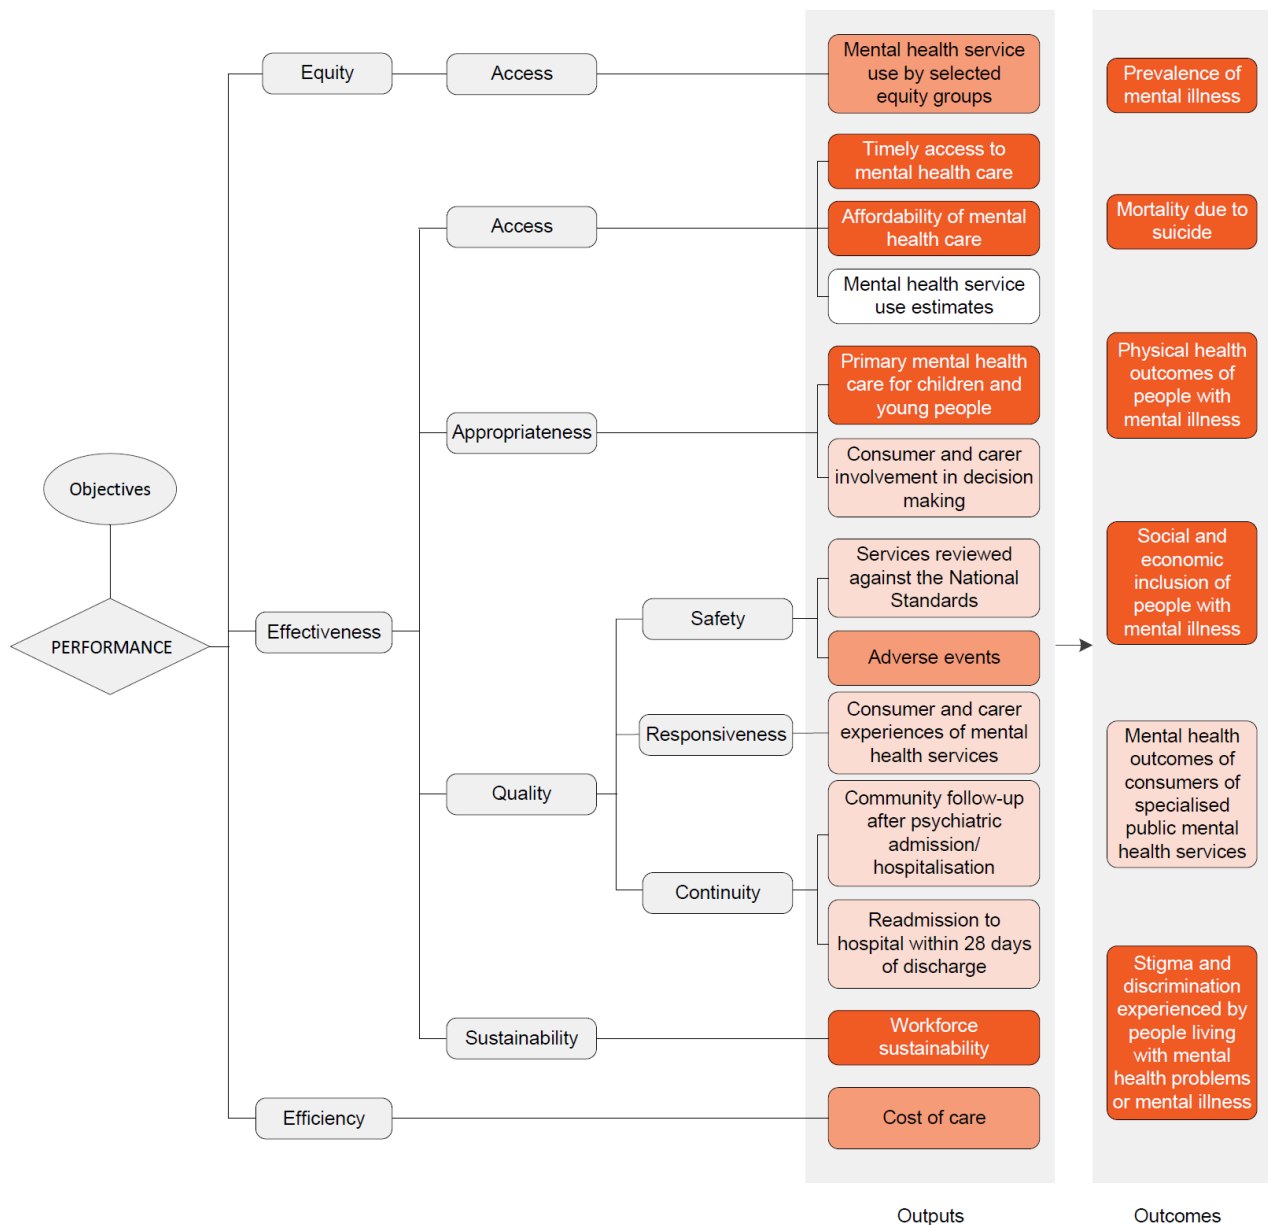 Objectives
PERFORMANCE
Equity
Access
Mental health service
use by selected
equity groups
Effectiveness
Access
Timely access to
mental health care
Affordability of mental
health care
Mental health service
use estimates
Appropriateness
Primary mental health
care for children and
young people
Consumer and carer
involvement in decision
making
Quality
Safety
Services reviewed
against the National
Standards
Adverse events
Responsiveness
Consumer and carer
experiences of mental
health services
Continuity
Community follow-up
after psychiatric
admission/
hospitalisation
Readmission to
hospital within 28 days
of discharge
Sustainability
Workforce
sustainability
Efficiency
Cost of care
Outputs
Prevalence of
mental illness
Mortality due to
suicide
Physical health
outcomes of
people with
mental illness
Social and
economic
inclusion of
people with
mental illness
Mental health
outcomes of
consumers of
specialised
public mental
health services
Stigma and
discrimination
experienced by
people living
with mental
health problems
or mental illness
Outcomes